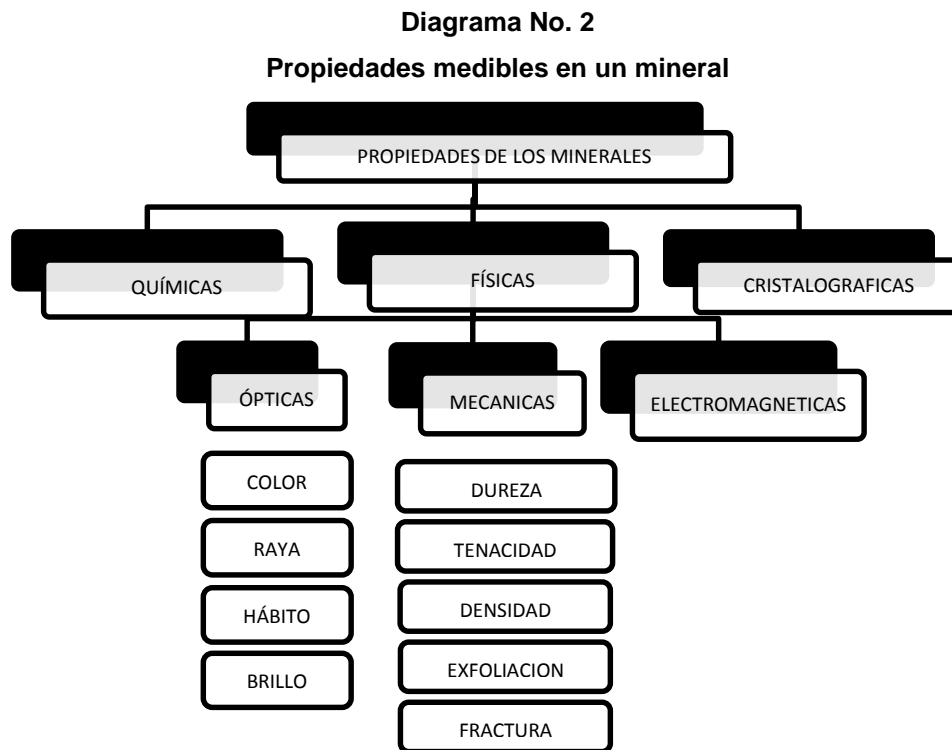 Diagrama No. 2
Propiedades medibles en un mineral
PROPIEDADES DE LOS MINERALES
QUÍMICAS
FÍSICAS
CRISTALOGRAFICAS
ÓPTICAS
MECANICAS
ELECTROMAGNETICAS
COLOR
RAYA
HÁBITO
BRILLO
DUREZA
TENACIDAD
DENSIDAD
EXFOLIACION
FRACTURA